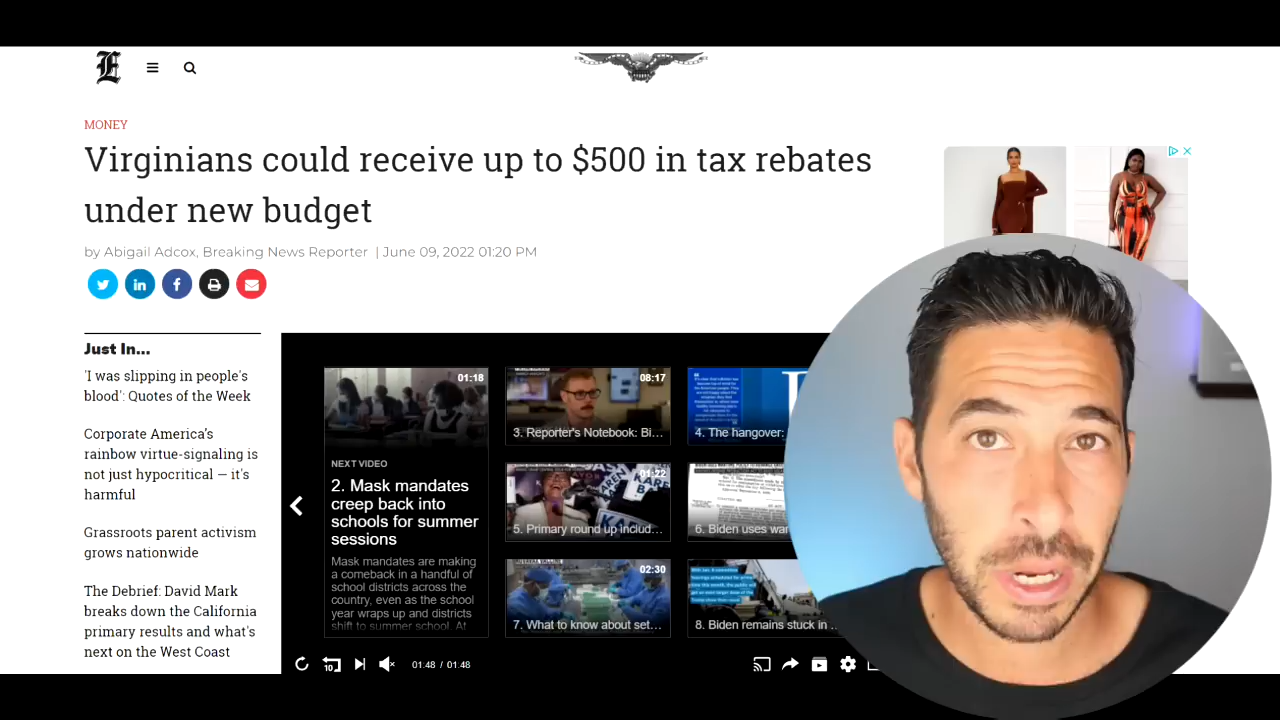 E
MONEY
Virginians could receive up to $500 in tax rebates
under new budget
by Abigail Adcox, Breaking News Reporter | June 09, 2022 01:20 PM
Just In...
'I was slipping in people's
blood': Quotes of the Week
Corporate America's
rainbow virtue-signaling is
not just hypocritical — it's
harmful
Grassroots parent activism
grows nationwide
The Debrief: David Mark
breaks down the California
primary results and what's
next on the West Coast
01:18
NEXT VIDEO
2. Mask mandates
creep back into
schools for summer
sessions
Mask mandates are making
a comeback in a handful of
school districts across the
country, even as the school
year wraps up and districts
shift to summer school. At
08:17
3. Reporter's Notebook: Bi...
4. The hangover:
01:22
5. Primary round up includ...
6. Biden uses war
02:30
7. What to know about set...
8. Biden remains stuck in ...
10
01:48 / 01:48